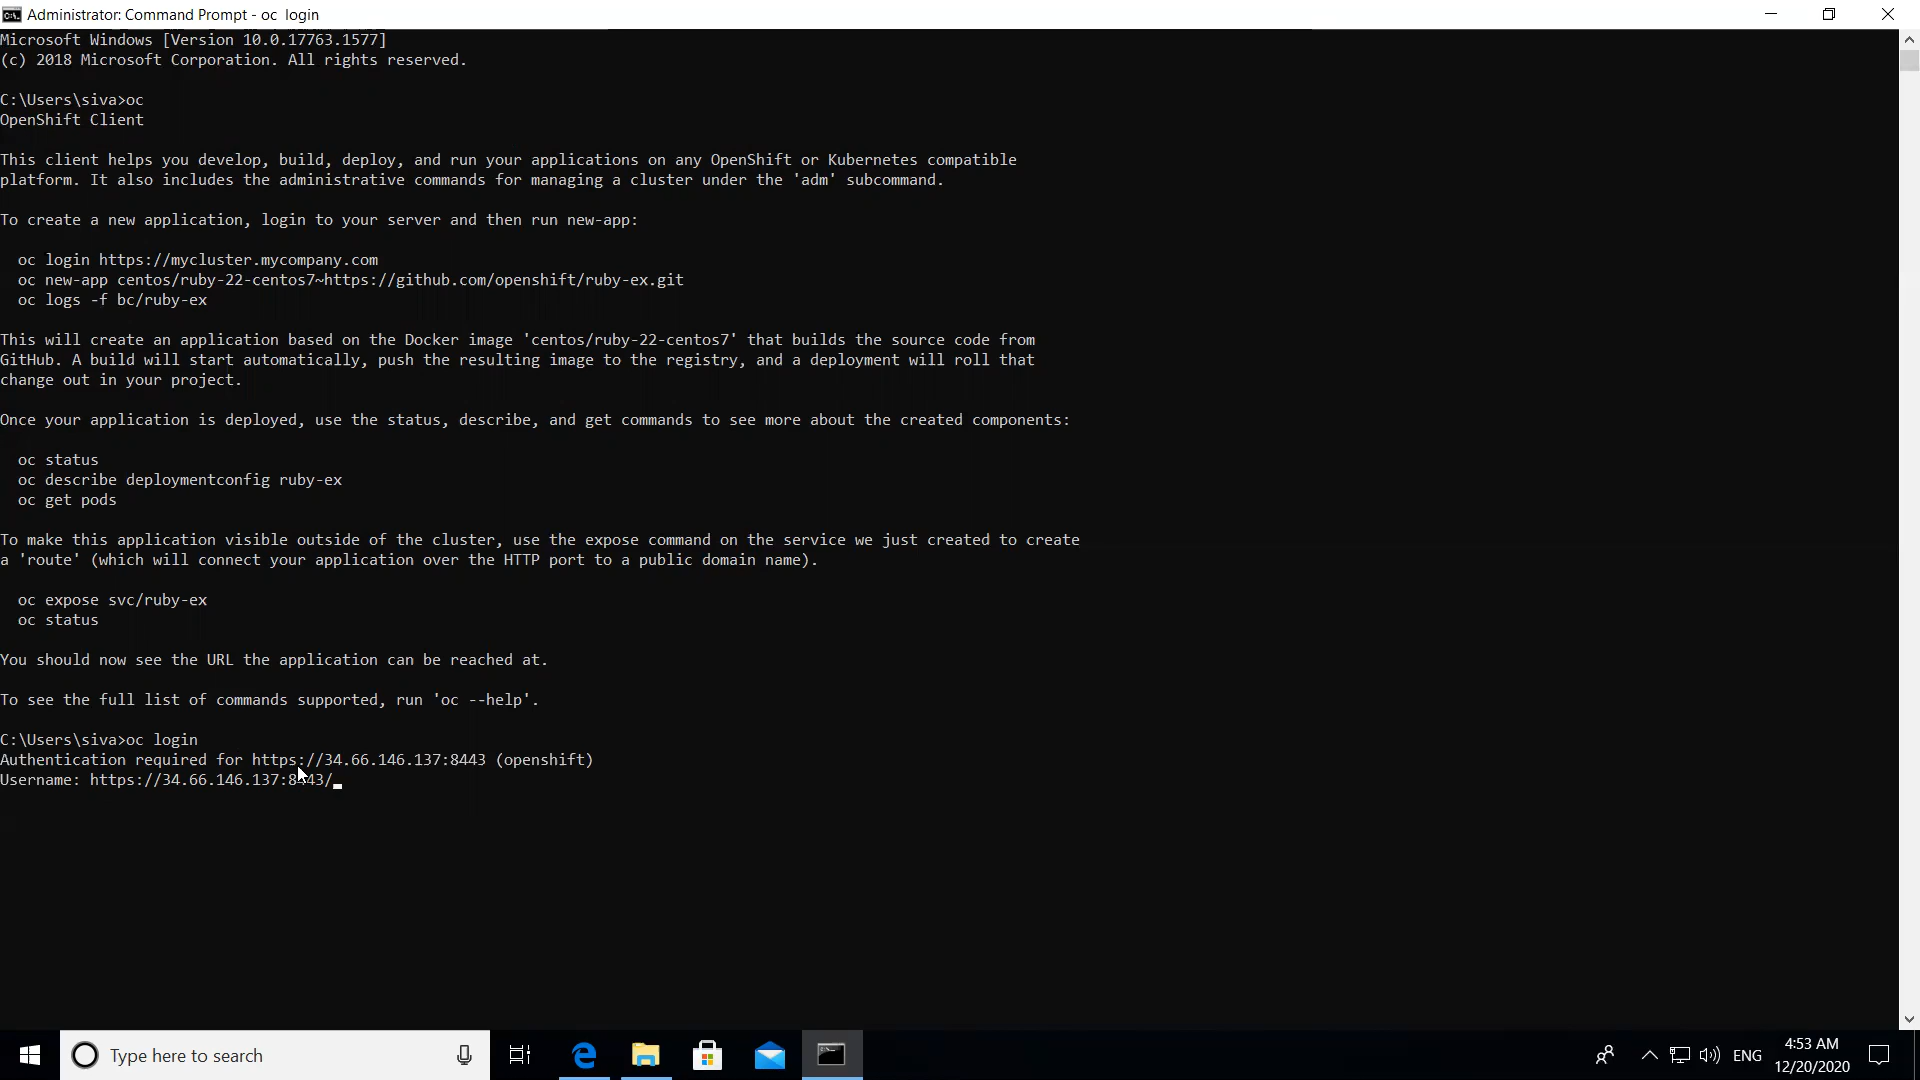 Administrator: Command Prompt - oc  login
Microsoft Windows [Version 10.0.17763.1577]
(c) 2018 Microsoft Corporation. All rights reserved.
C:\Users\siva>oc
OpenShift Client
This client helps you develop, build, deploy, and run your applications on any OpenShift or Kubernetes compatible
platform. It also includes the administrative commands for managing a cluster under the 'adm' subcommand.
To create a new application, login to your server and then run new-app:
  oc login https://mycluster.mycompany.com
  oc new-app centos/ruby-22-centos7~https://github.com/openshift/ruby-ex.git
  oc logs -f bc/ruby-ex
This will create an application based on the Docker image 'centos/ruby-22-centos7' that builds the source code from
GitHub. A build will start automatically, push the resulting image to the registry, and a deployment will roll that
change out in your project.
Once your application is deployed, use the status, describe, and get commands to see more about the created components:
  oc status
  oc describe deploymentconfig ruby-ex
  oc get pods
To make this application visible outside of the cluster, use the expose command on the service we just created to create
a 'route' (which will connect your application over the HTTP port to a public domain name).
  oc expose svc/ruby-ex
  oc status
You should now see the URL the application can be reached at.
To see the full list of commands supported, run 'oc --help'.
C:\Users\siva>oc login
Authentication required for https://34.66.146.137:8443 (openshift)
Username: https://34.66.146.137:8443/
Type here to search
ENG
4:53 AM
12/20/2020